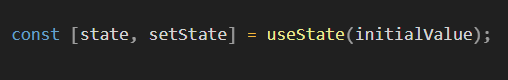 const [state, setState] = useState(initialValue);